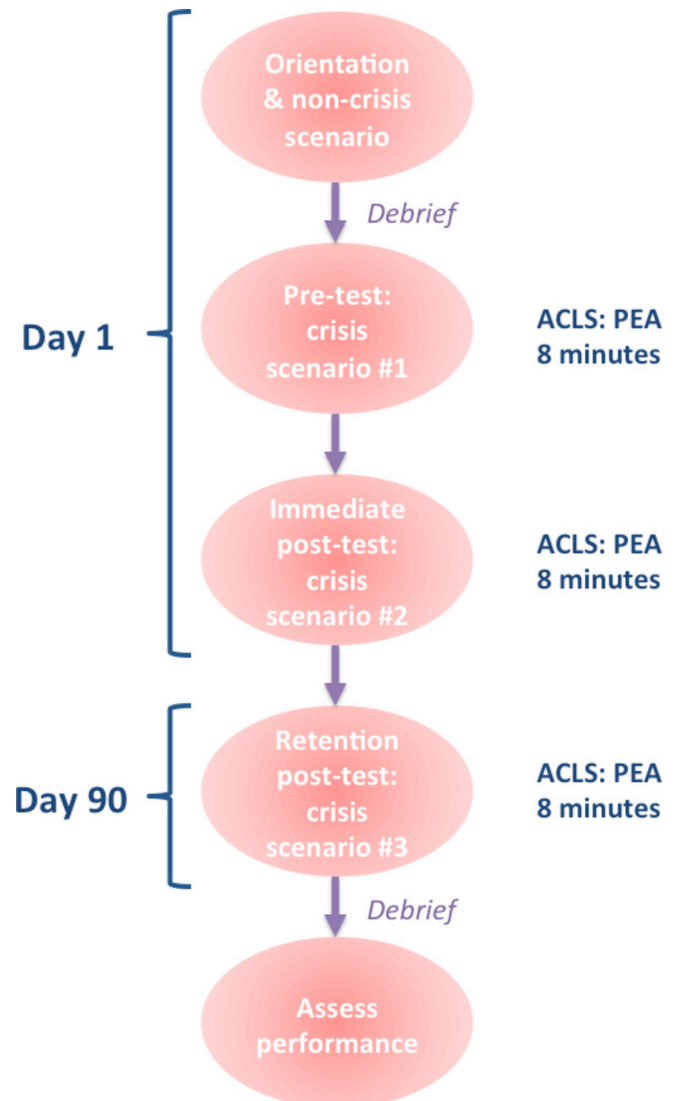 Orientation
& non-crisis
scenario
Debrief
Day 1
Pre-test:
crisis
scenario #1
ACLS: PEA
8 minutes
Immediate
post-test:
crisis
scenario #2
ACLS: PEA
8 minutes
Day 90
Retention
post-test:
crisis
scenario #3
ACLS: PEA
8 minutes
Debrief
Assess
performance